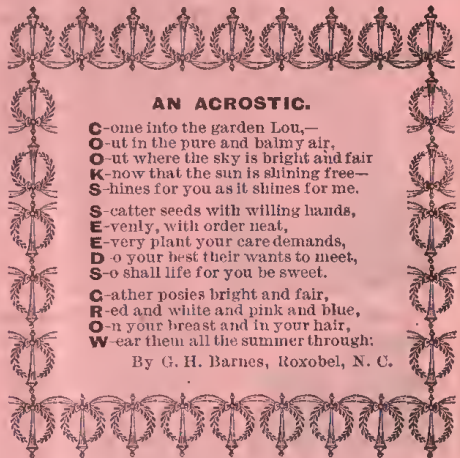 AN ACROSTIC.
C-ome into the garden Lou,—
O-ut in the pure and balmy air,
O-ut where the sky is bright and fair
K-now that the sun is shining free—
S-hines for you as it shines for me.
S-catter seeds with willing hands,
E-venly, with order neat,
E-very plant your care demands,
D-o your best their wants to meet,
S-o shall life for you be sweet.
G-ather posies bright and fair,
R-ed and white and pink and blue,
O-n your breast and in your hair,
W-ear them all the summer through:
By G. H. Barnes, Roxobel, N. C.